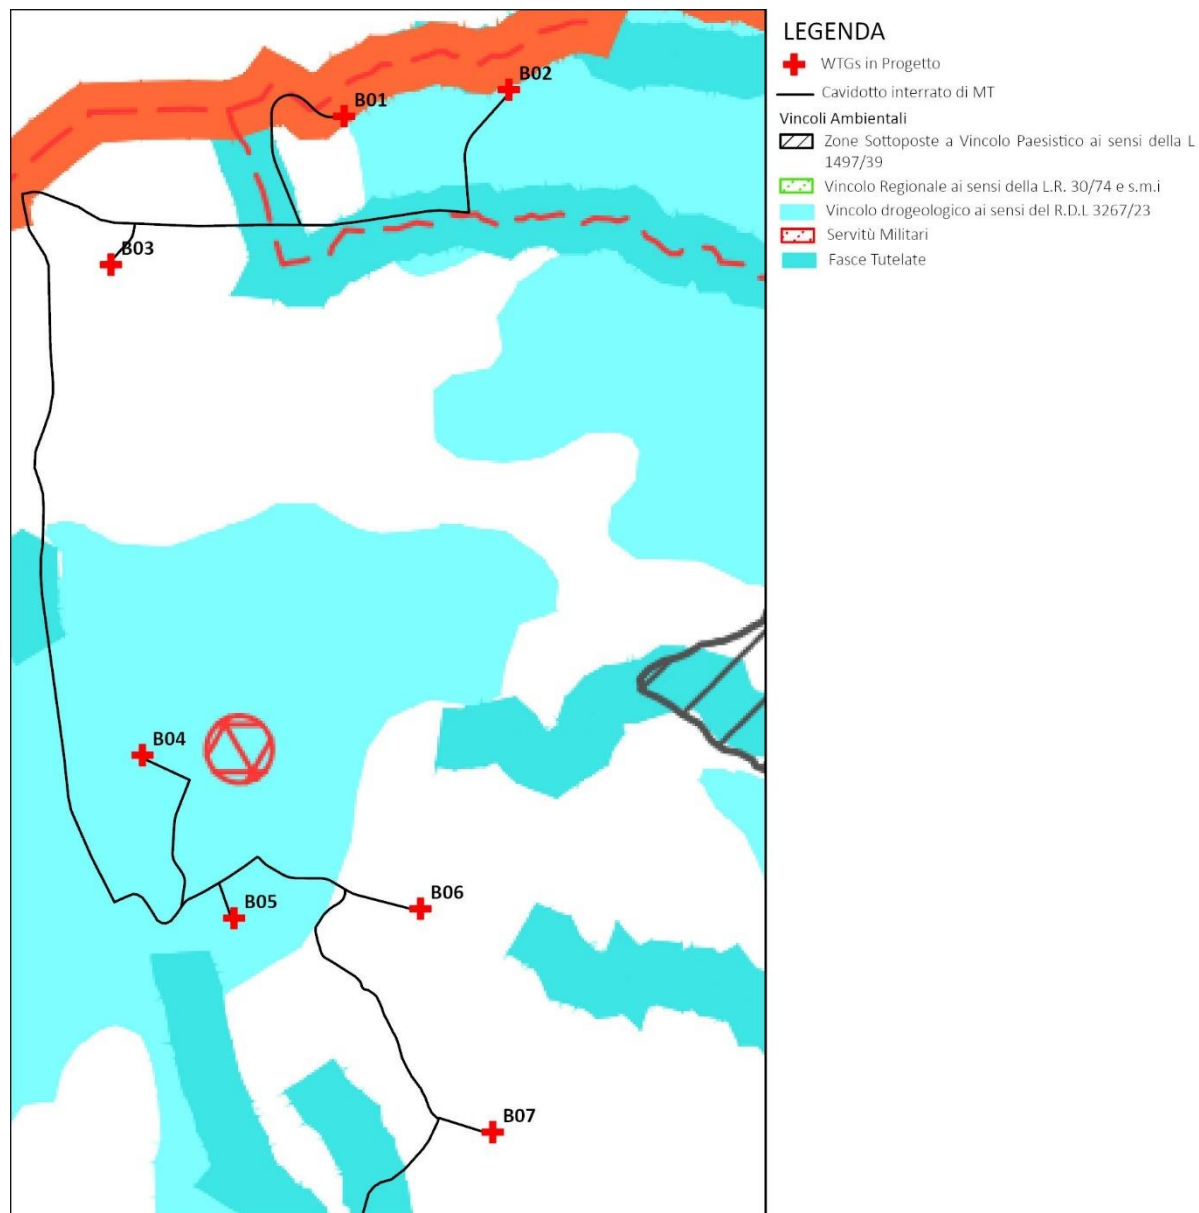 LEGENDA
WTGs in Progetto
Cavidotto interrato di MT
Vincoli Ambientali
Zone Sottoposte a Vincolo Paesistico ai sensi della L
1497/39
Vincolo Regionale ai sensi della L.R. 30/74 e s.m.i
Vincolo drogeologico ai sensi del R.D.L 3267/23
Servitù Militari
Fasce Tutelate
B02
B01
B03
B04
B05
B06
B07